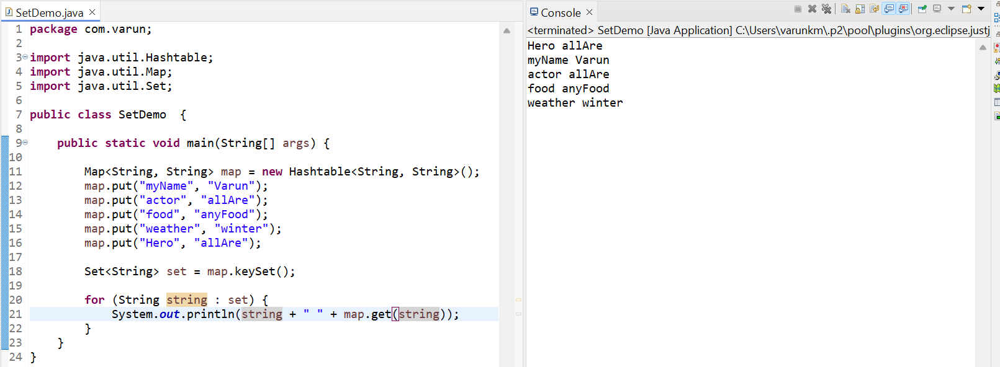 SetDemo.java
1 package com.varun;
2
3 import java.util.Hashtable;
4 import java.util.Map;
5 import java.util.Set;
6
7 public class SetDemo  {
8
9     public static void main(String[] args) {
10
11         Map<String, String> map = new Hashtable<String, String>();
12         map.put("myName", "Varun");
13         map.put("actor", "allAre");
14         map.put("food", "anyFood");
15         map.put("weather", "winter");
16         map.put("Hero", "allAre");
17
18         Set<String> set = map.keySet();
19
20         for (String string : set) {
21             System.out.println(string + " " + map.get(string));
22         }
23     }
24 }
Console
<terminated> SetDemo [Java Application] C:\Users\varunkm\.p2\pool\plugins\org.eclipse.justj
Hero allAre
myName Varun
actor allAre
food anyFood
weather winter